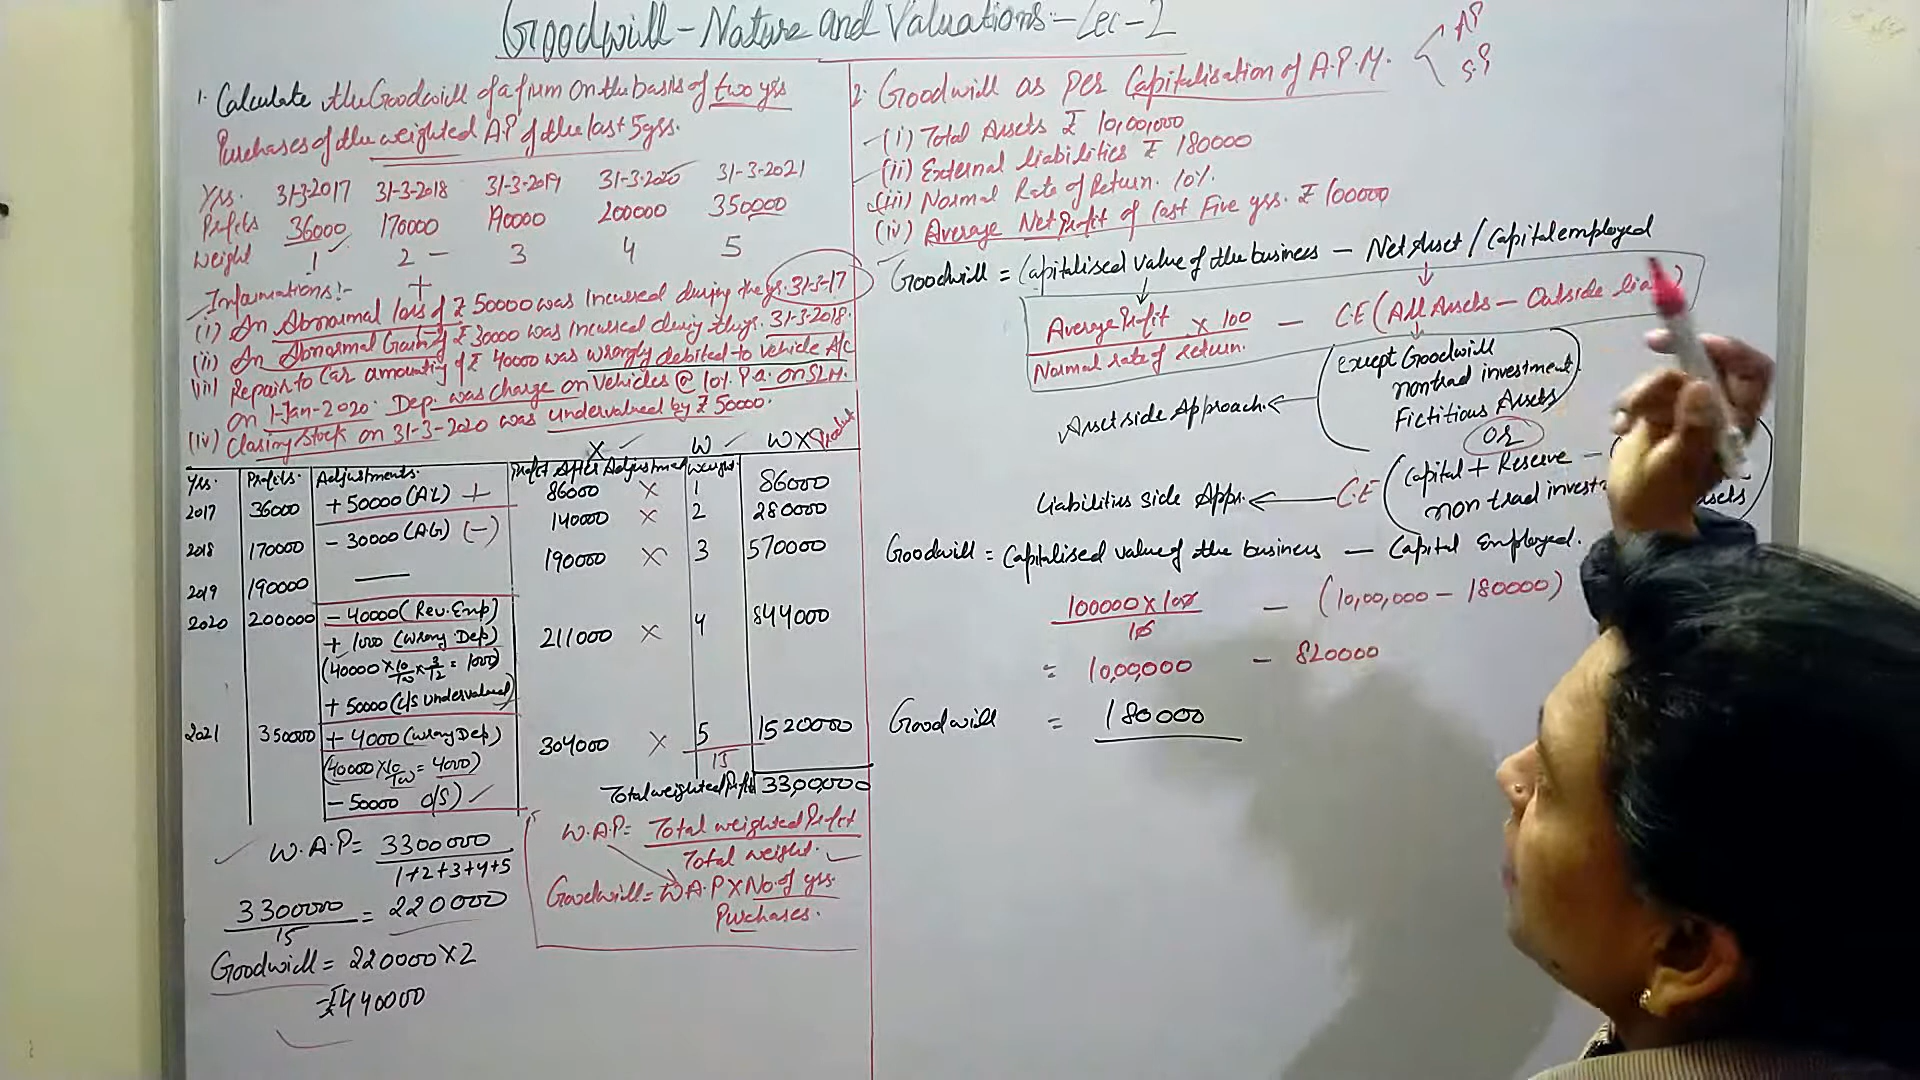 Goodwill - Nature and Valuations:- Lec-2
1. Calculate the Goodwill of a firm on the basis of two yrs
Purchases of the weighted A.P of the last 5yrs.
Yrs. 31-3-2017 31-3-2018 31-3-2019 31-3-2020 31-3-2021
Profits 36000 170000 190000 200000 350000
Weight 1 2 - 3 4 5
+
Informations:-
(i) An Abnormal loss of ₹ 50000 was incurred during the yr. 31-3-17
(-)
(ii) An Abnormal Gain of ₹ 30000 was incurred during the yr. 31-3-2018.
(iii) Repair to Car amounting of ₹ 40000 was wrongly debited to Vehicle A/c
on 1-Jan-2020. Dep. was charge on Vehicles @ 10% P.a. on SLM.
(iv) Closing Stock on 31-3-2020 was undervalued by ₹ 50000.
X W W X Product
Yrs. Profits. Adjustments. Profit After Adjustment Weight
2017 36000 + 50000 (AL) + 86000 X 1 86000
2018 170000 - 30000 (AG) (-) 140000 X 2 280000
2019 190000 — 190000 X 3 570000
2020 200000 - 40000 (Rev. Exp) 211000 X 4 844000
+ 1000 (Wrong Dep)
(40000 X 10/100 X 3/12 = 1000)
+ 50000 (C/S undervalued)
2021 350000 + 4000 (Wrong Dep) 304000 X 5 1520000
(40000 X 10/100 = 4000) 15
- 50000 O/S)
Total weighted Profit 33,00,000
W.A.P = 3300000
1+2+3+4+5
3300000 = 220000
15
Goodwill = 220000 X 2
= ₹ 440000
W.A.P = Total weighted Profit
Total weight.
Goodwill = W.A.P X No. of yrs.
Purchases.
2. Goodwill as per Capitalisation of A.P.M. < A.P
S.P
(i) Total Assets ₹ 10,00,000
(ii) External liabilities ₹ 180000
(iii) Normal Rate of Return. 10%.
(iv) Average Net Profit of last Five yrs. ₹ 100000
Goodwill = Capitalised value of the business - Net Asset / Capital employed
Average Profit X 100 - C.E (All Assets - Outside
Normal rate of return.
Except Goodwill
nontrad investment
Fictitious Assets
Asset side Approach.
OR
Liabilities side Appr. C.E (Capital + Reserve -
non trad
Goodwill = Capitalised value of the business - Capital Employed.
100000 X 100 - (10,00,000 - 180000)
10
= 10,00,000 - 820000
Goodwill = 180000